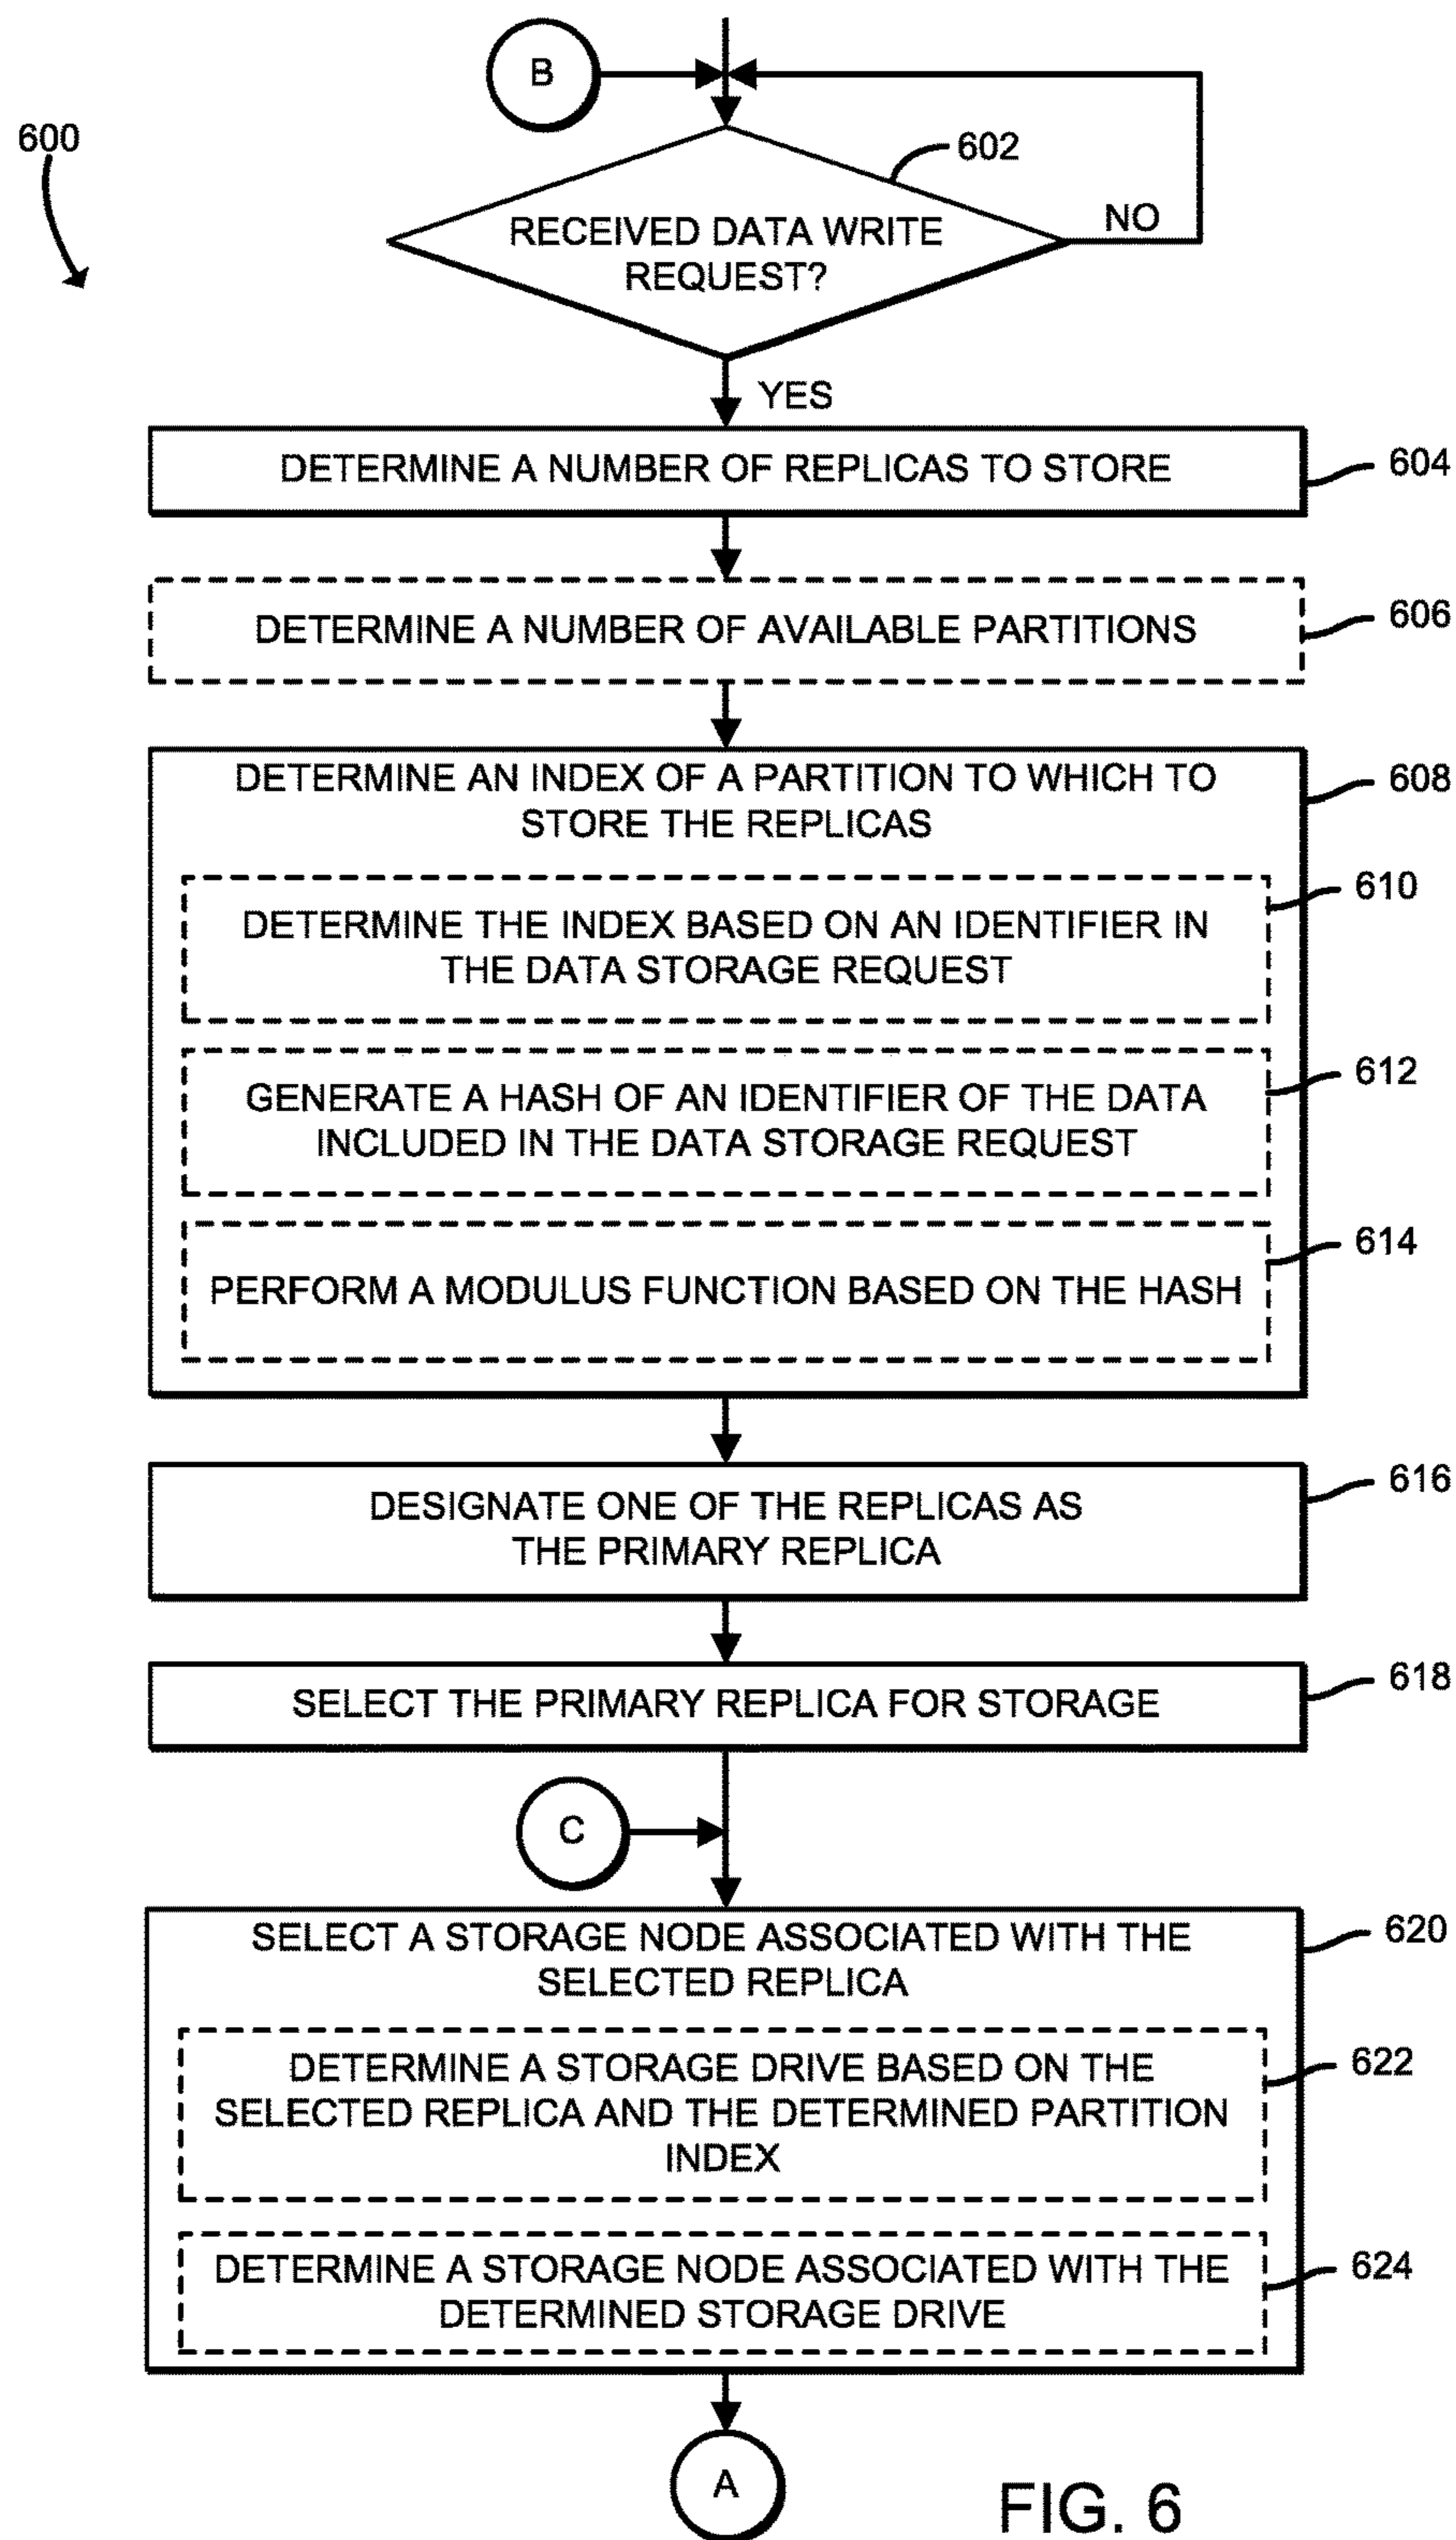 B
600
602
RECEIVED DATA WRITE
REQUEST?
NO
YES
DETERMINE A NUMBER OF REPLICAS TO STORE
604
DETERMINE A NUMBER OF AVAILABLE PARTITIONS
606
DETERMINE AN INDEX OF A PARTITION TO WHICH TO
STORE THE REPLICAS
608
DETERMINE THE INDEX BASED ON AN IDENTIFIER IN
THE DATA STORAGE REQUEST
610
GENERATE A HASH OF AN IDENTIFIER OF THE DATA
INCLUDED IN THE DATA STORAGE REQUEST
612
PERFORM A MODULUS FUNCTION BASED ON THE HASH
614
DESIGNATE ONE OF THE REPLICAS AS
THE PRIMARY REPLICA
616
SELECT THE PRIMARY REPLICA FOR STORAGE
618
C
SELECT A STORAGE NODE ASSOCIATED WITH THE
SELECTED REPLICA
620
DETERMINE A STORAGE DRIVE BASED ON THE
SELECTED REPLICA AND THE DETERMINED PARTITION
INDEX
622
DETERMINE A STORAGE NODE ASSOCIATED WITH THE
DETERMINED STORAGE DRIVE
624
A
FIG. 6